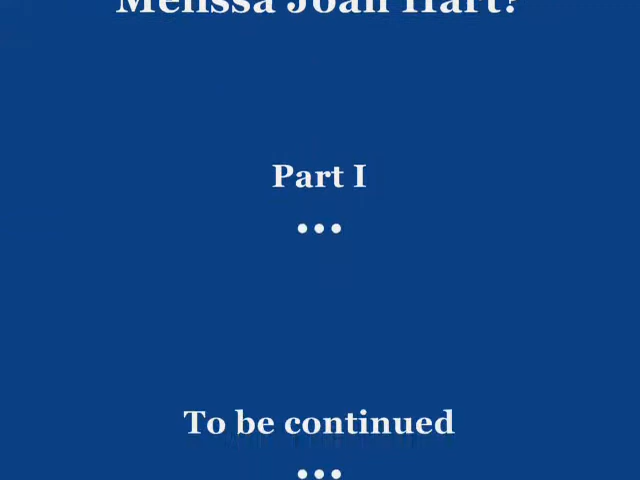 Melissa Joan Hart?
Part I
•••
To be continued
•••